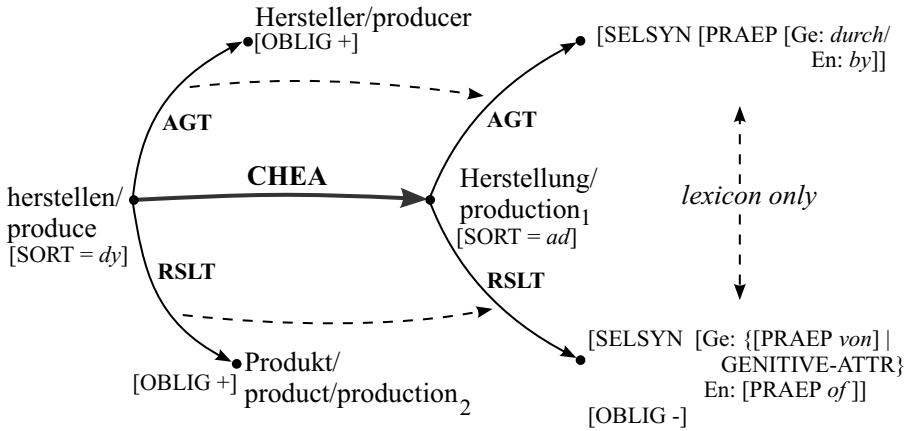 Hersteller/producer
[OBLIG +]
[SELSYN [PRAEP [Ge: durch/
En: by]]
AGT
AGT
CHEA
herstellen/
produce
[SORT = dy]
Herstellung/
production1
[SORT = ad]
lexicon only
RSLT
RSLT
[OBLIG +]
Produkt/
product/production2
[SELSYN [Ge: {[PRAEP von] |
GENITIVE-ATTR}
En: [PRAEP of ]]
[OBLIG -]